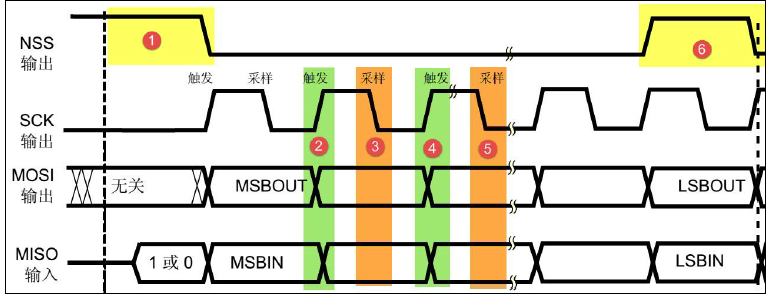 NSS
输出
SCK
输出
MOSI
输出
MISO
输入
1
6
触发 采样 触发 采样 触发 采样
2 3 4 5
无关 MSBOUT LSBOUT
1 或 0 MSBIN LSBIN